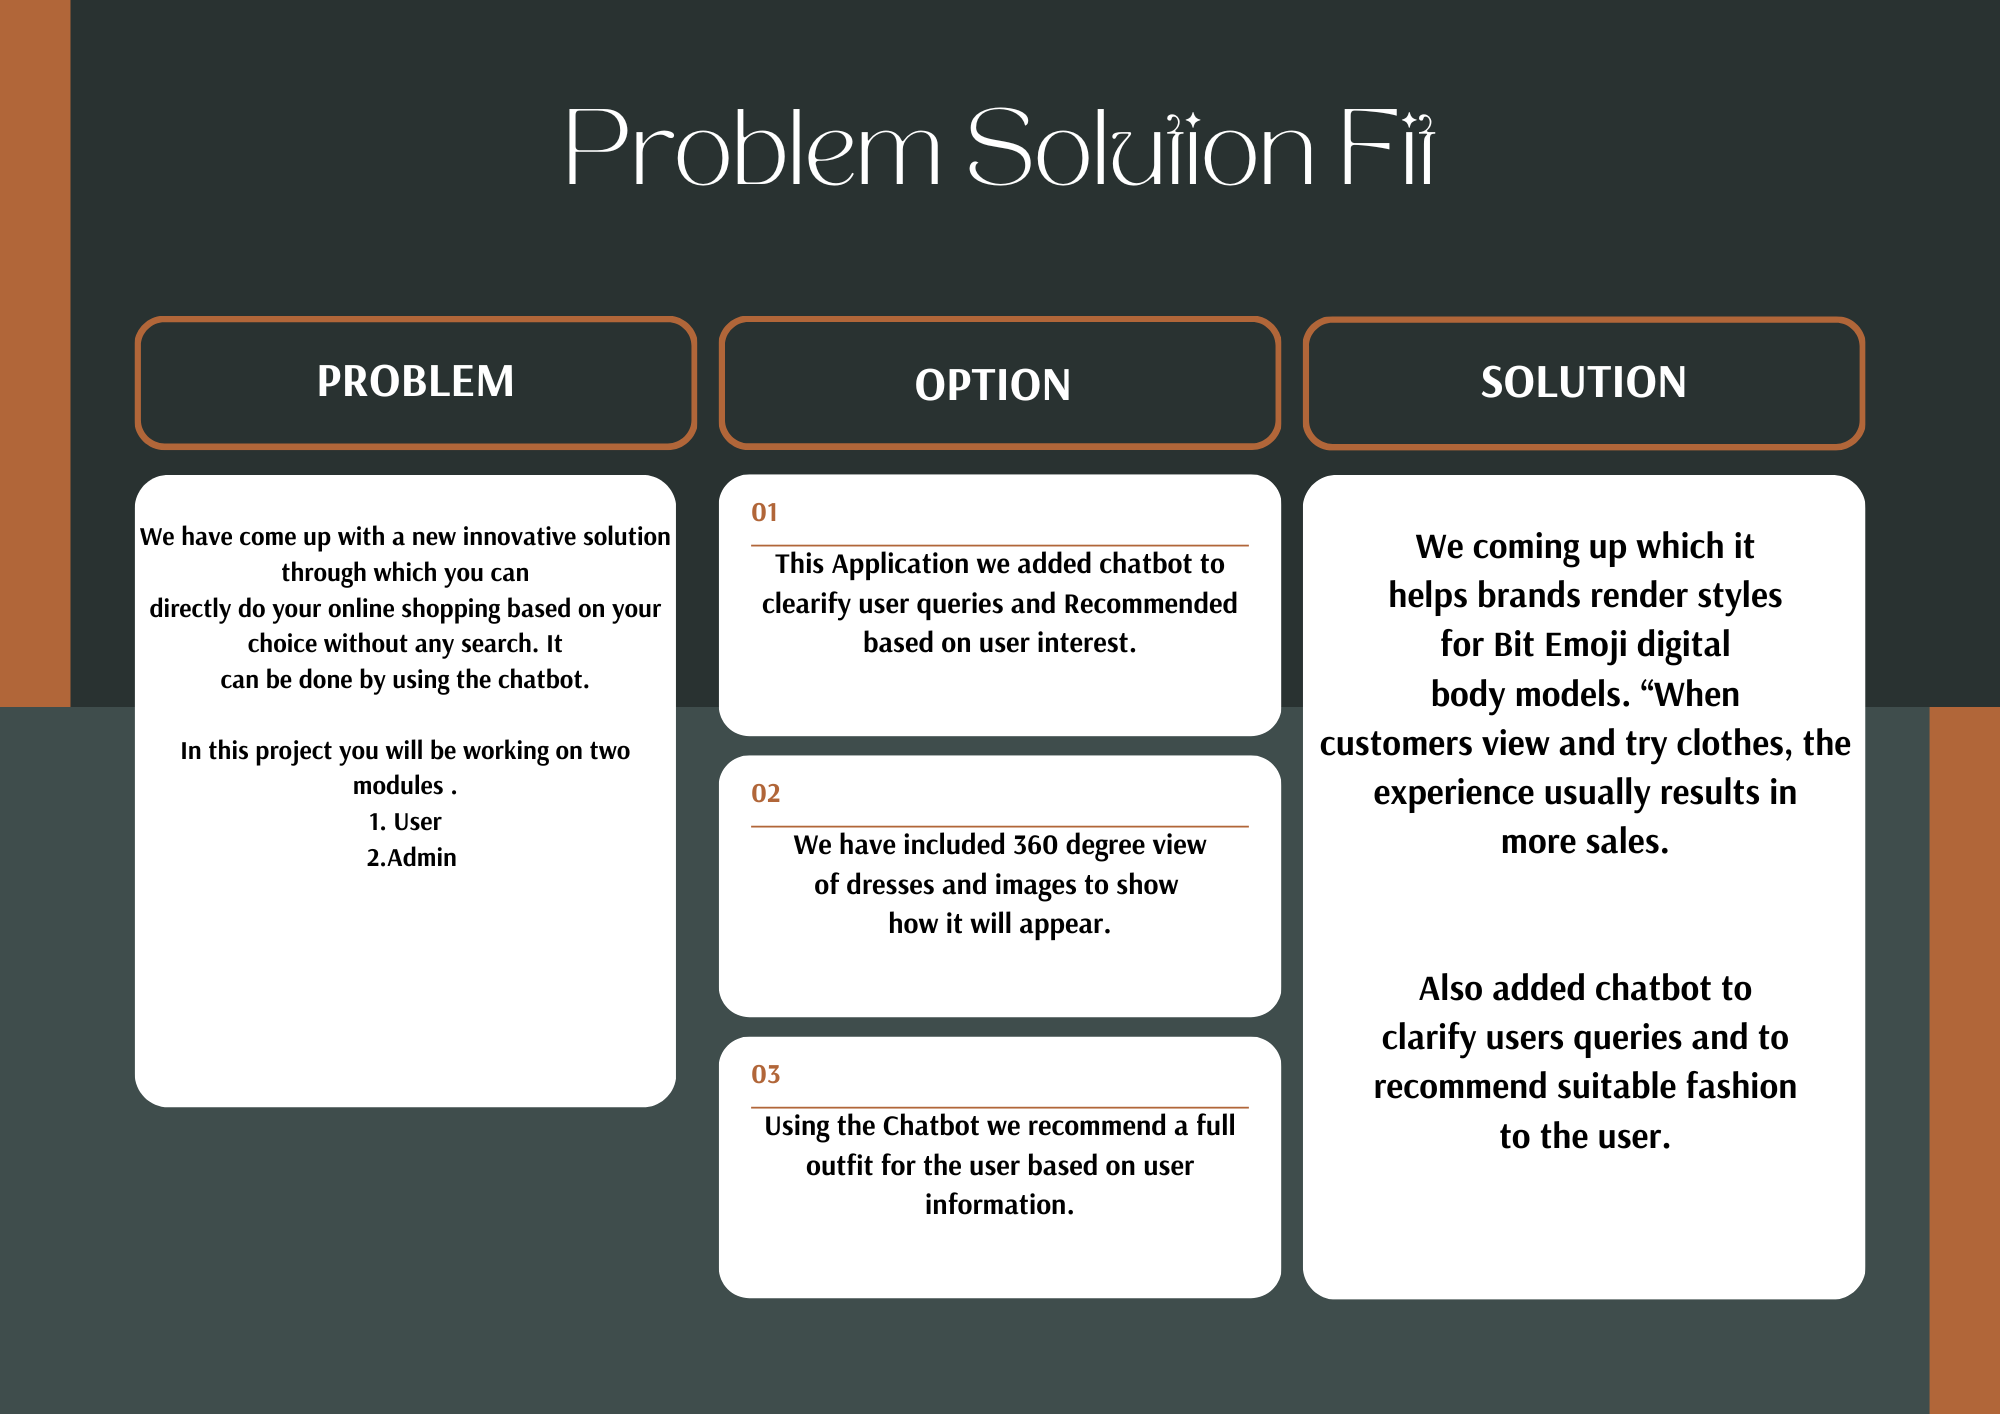 Problem Solution Fit
PROBLEM
We have come up with a new innovative solution
through which you can
directly do your online shopping based on your
choice without any search. It
can be done by using the chatbot.
In this project you will be working on two
modules .
1. User
2.Admin
OPTION
01
This Application we added chatbot to
clearify user queries and Recommended
based on user interest.
02
We have included 360 degree view
of dresses and images to show
how it will appear.
03
Using the Chatbot we recommend a full
outfit for the user based on user
information.
SOLUTION
We coming up which it
helps brands render styles
for Bit Emoji digital
body models. “When
customers view and try clothes, the
experience usually results in
more sales.
Also added chatbot to
clarify users queries and to
recommend suitable fashion
to the user.